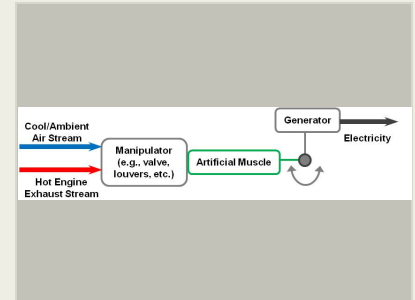 Cool/Ambient
Air Stream
Hot Engine
Exhaust Stream
Manipulator
(e.g., valve,
louvers, etc.)
Artificial Muscle
Generator
Electricity